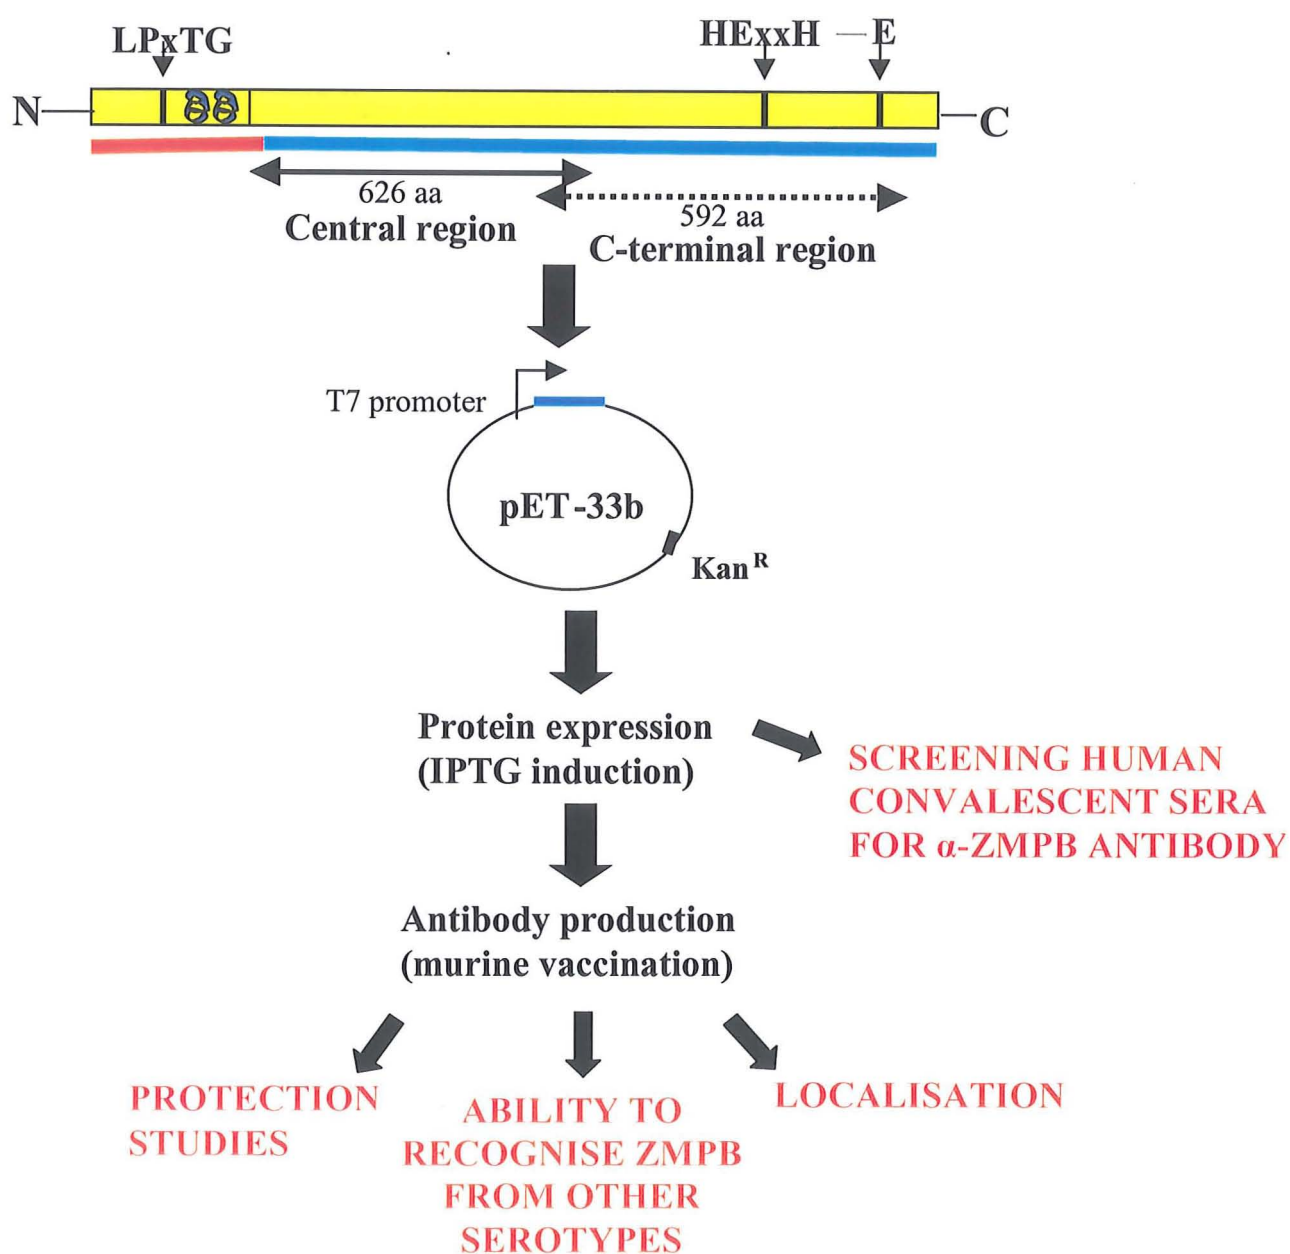 LPxTG
HExxH — E
N
C
626 aa
Central region
592 aa
C-terminal region
T7 promoter
pET-33b
Kan R
Protein expression
(IPTG induction)
SCREENING HUMAN
CONVALESCENT SERA
FOR α-ZMPB ANTIBODY
Antibody production
(murine vaccination)
PROTECTION
STUDIES
ABILITY TO
RECOGNISE ZMPB
FROM OTHER
SEROTYPES
LOCALISATION